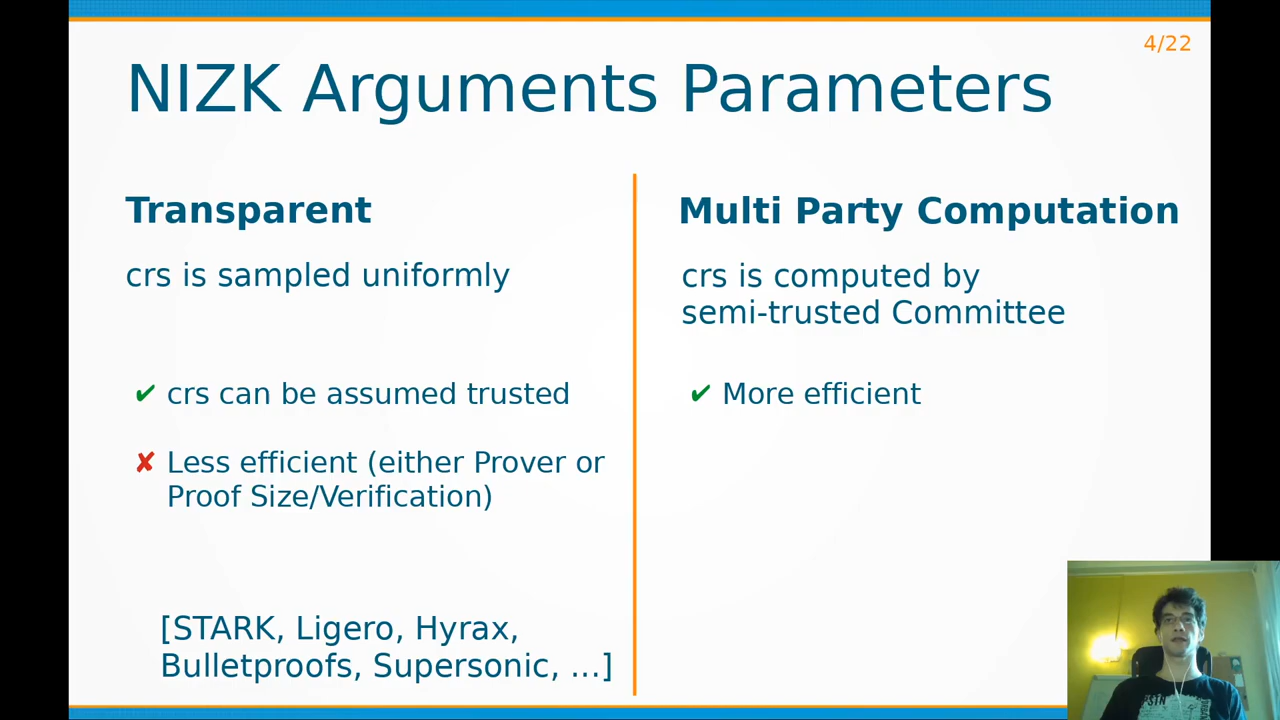 4/22
NIZK Arguments Parameters
Transparent
crs is sampled uniformly
✔ crs can be assumed trusted
✘ Less efficient (either Prover or
Proof Size/Verification)
[STARK, Ligero, Hyrax,
Bulletproofs, Supersonic, ...]
Multi Party Computation
crs is computed by
semi-trusted Committee
✔ More efficient